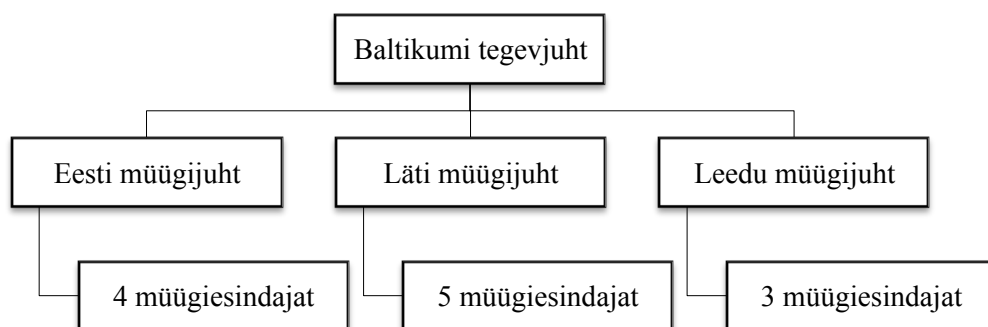 Baltikumi tegevjuht
Eesti müügijuht
Läti müügijuht
Leedu müügijuht
4 müügiesindajat
5 müügiesindajat
3 müügiesindajat